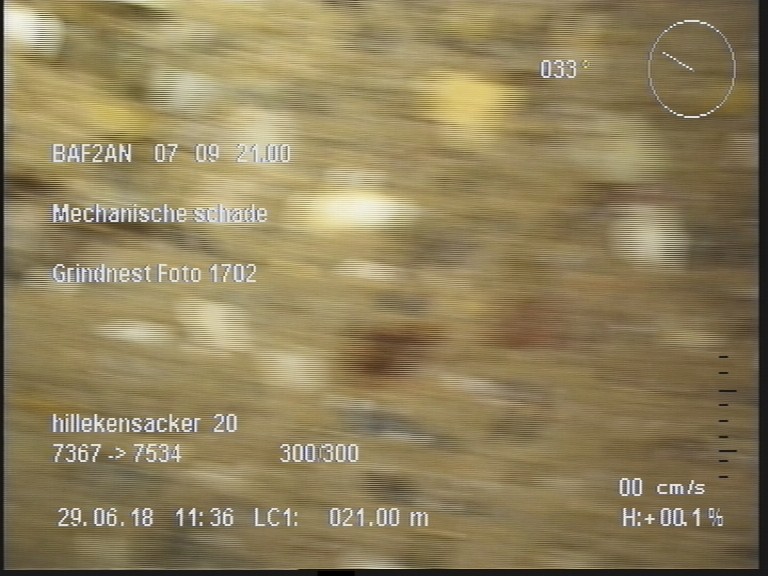 033°
BAF2AN 07 09 21.00
Mechanische schade
Grindnest Foto 1702
hillekensacker 20
7367 -> 7534 300/300
00 cm/s
29.06.18 11:36 LC1: 021.00 m H:+00.1 %